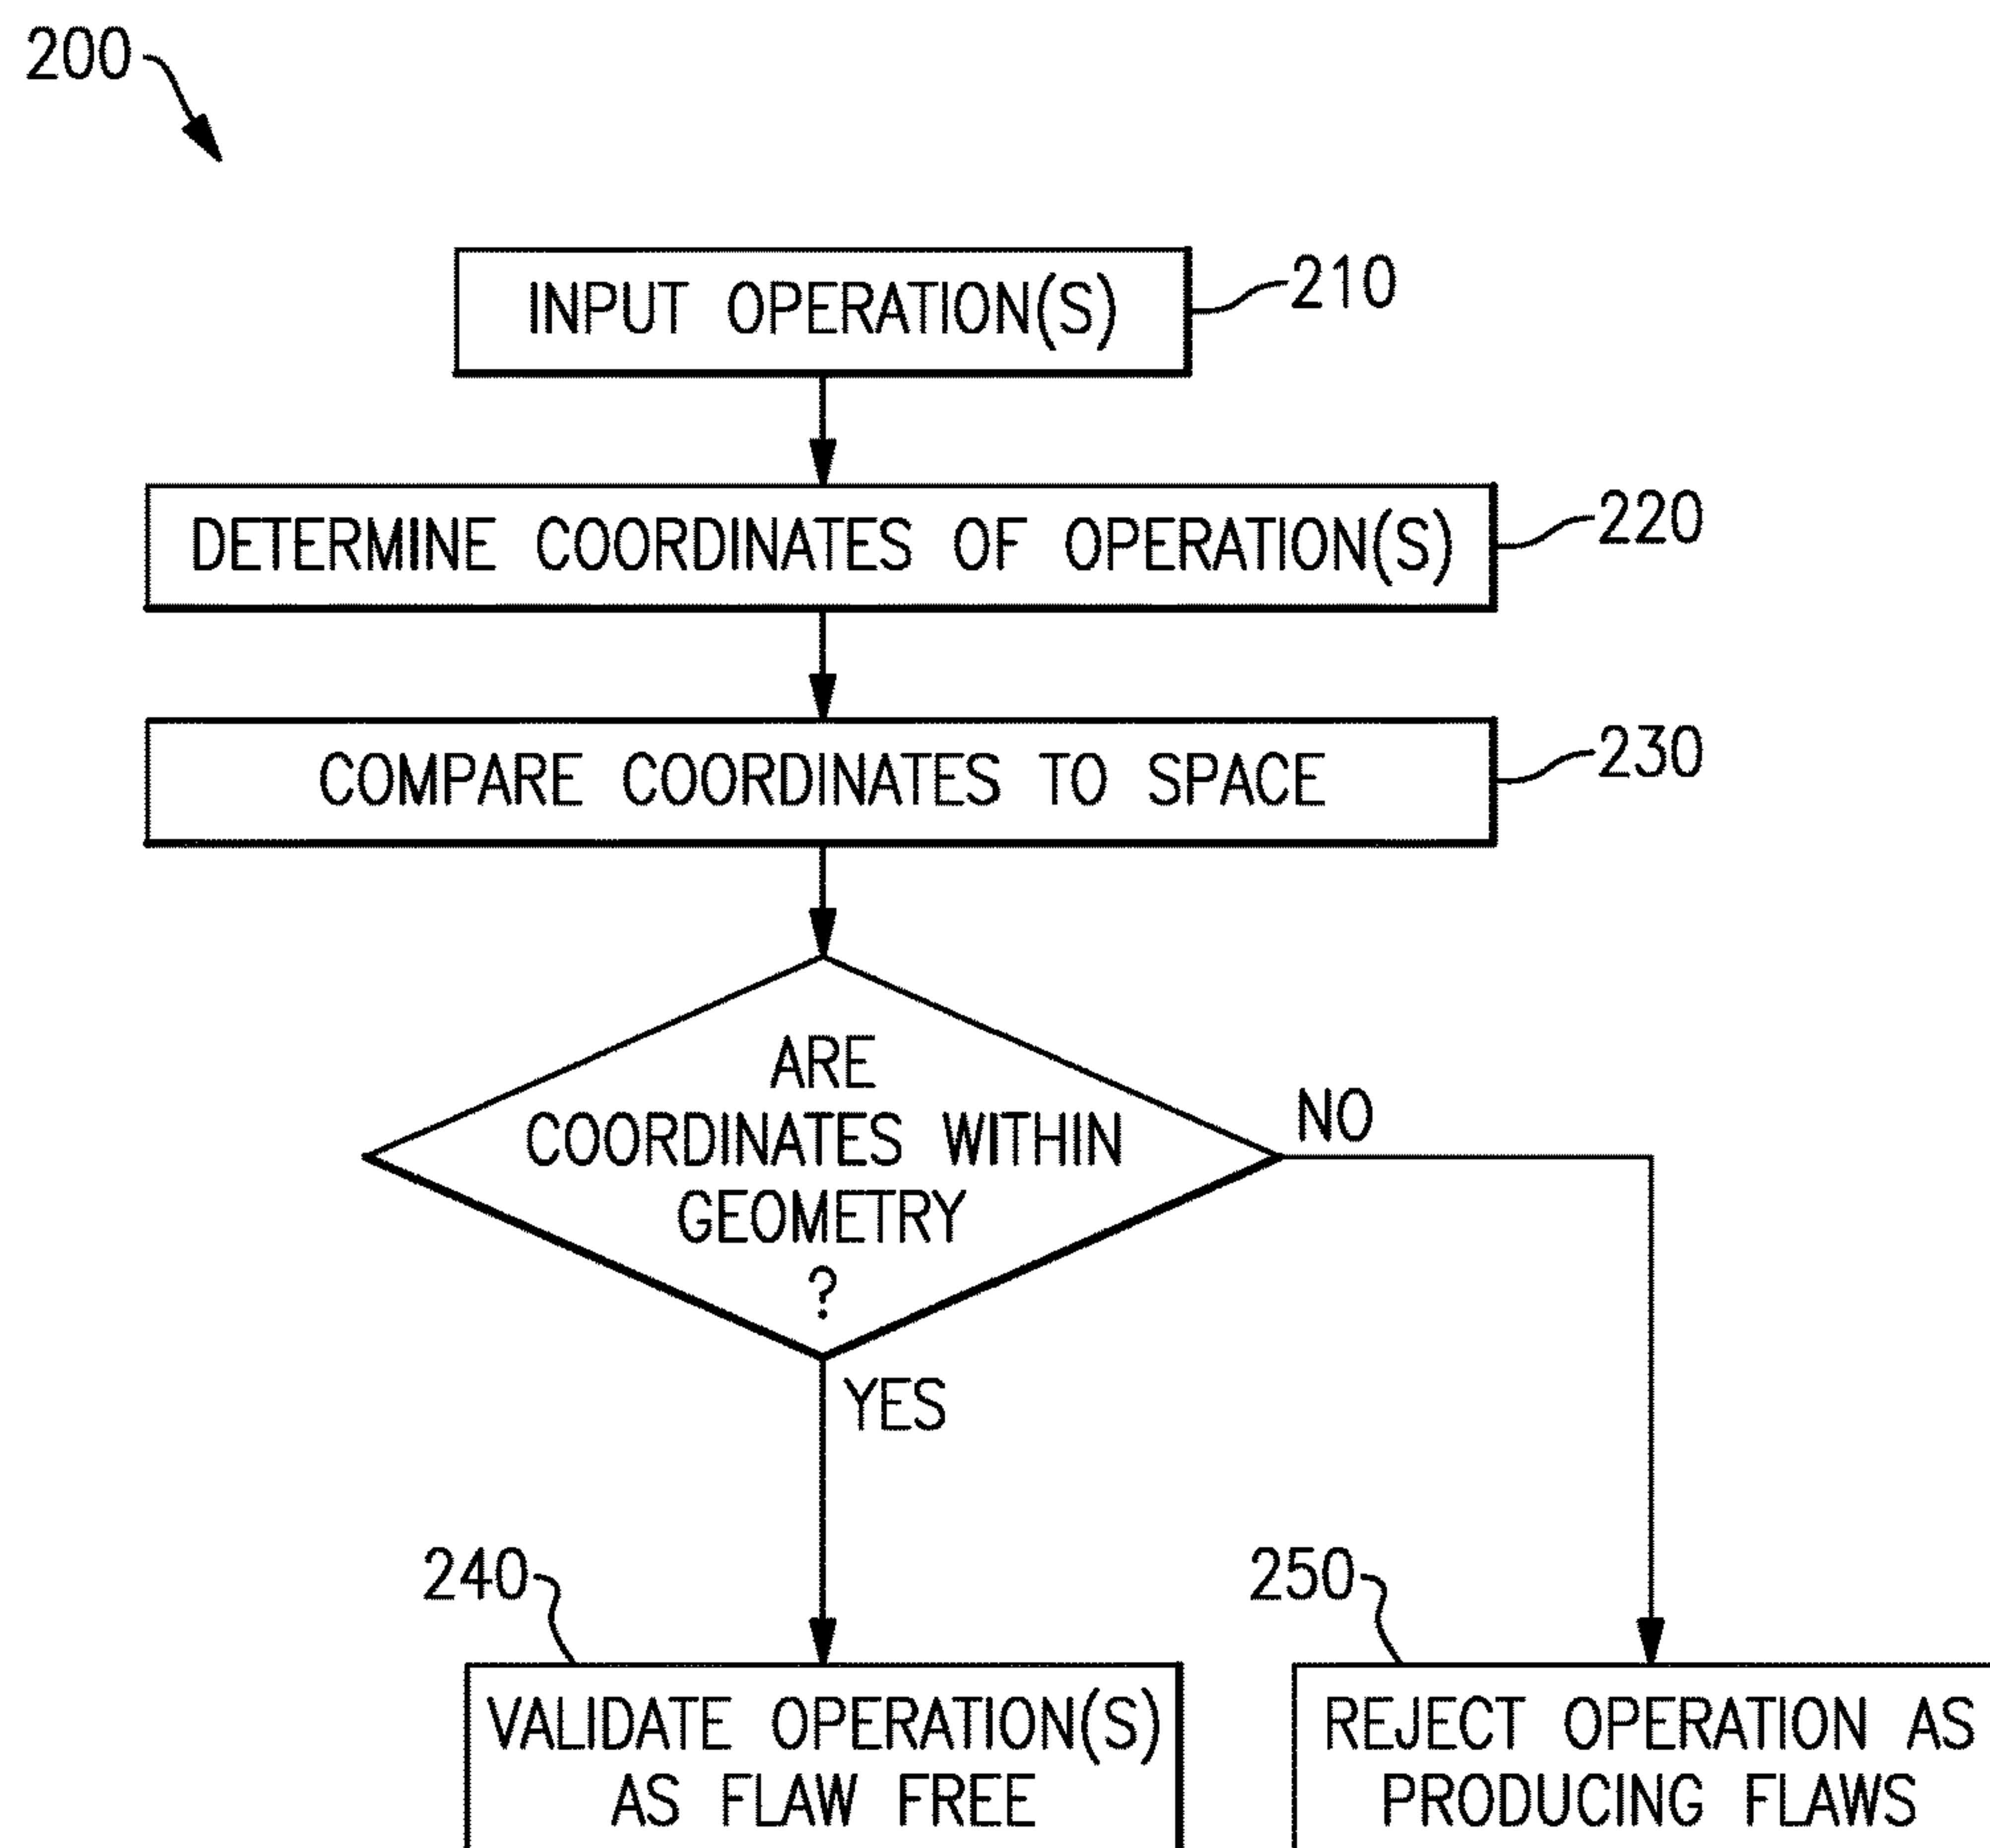 200
INPUT OPERATION(S)
210
DETERMINE COORDINATES OF OPERATION(S)
220
COMPARE COORDINATES TO SPACE
230
ARE
COORDINATES WITHIN
GEOMETRY
?
NO
YES
240
250
VALIDATE OPERATION(S)
AS FLAW FREE
REJECT OPERATION AS
PRODUCING FLAWS